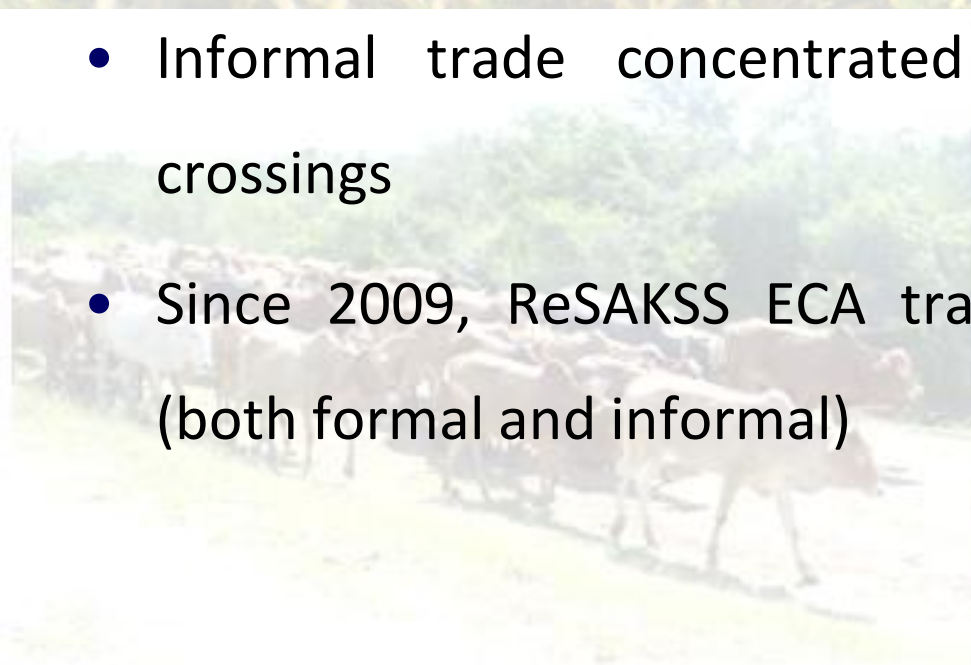 • Informal trade concentrated
crossings
• Since 2009, ReSAKSS ECA tra
(both formal and informal)